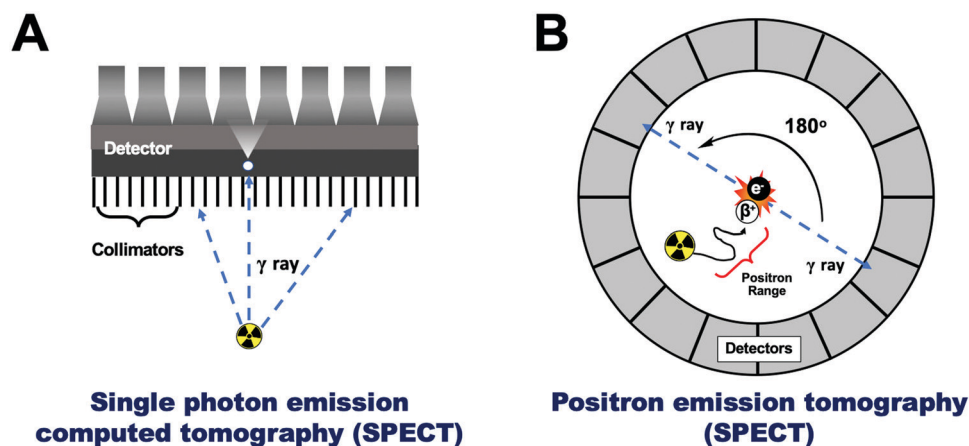 A
Detector
Collimators
γ ray
Single photon emission
computed tomography (SPECT)
B
γ ray
180°
e⁻
β⁺
Positron
Range
γ ray
Detectors
Positron emission tomography
(SPECT)